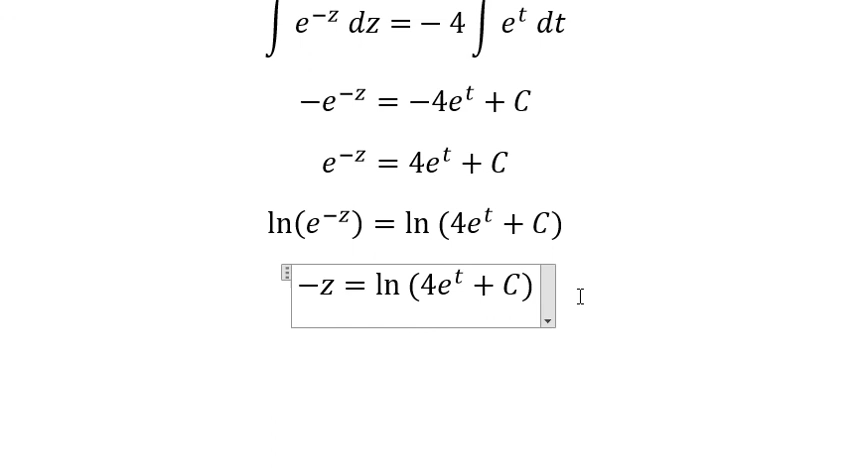 ∫ e^{−z} dz = − 4 ∫ e^t dt
−e^{−z} = −4e^t + C
e^{−z} = 4e^t + C
ln(e^{−z}) = ln (4e^t + C)
−z = ln (4e^t + C)